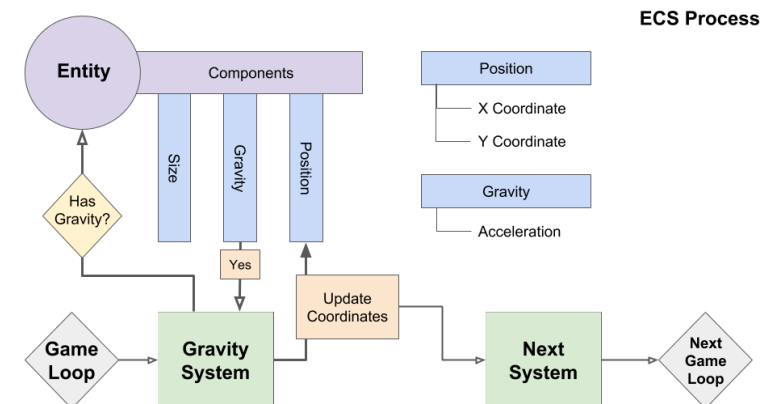 ECS Process
Entity
Components
Size
Gravity
Position
Position
X Coordinate
Y Coordinate
Gravity
Acceleration
Has
Gravity?
Yes
Update
Coordinates
Game
Loop
Gravity
System
Next
System
Next
Game
Loop